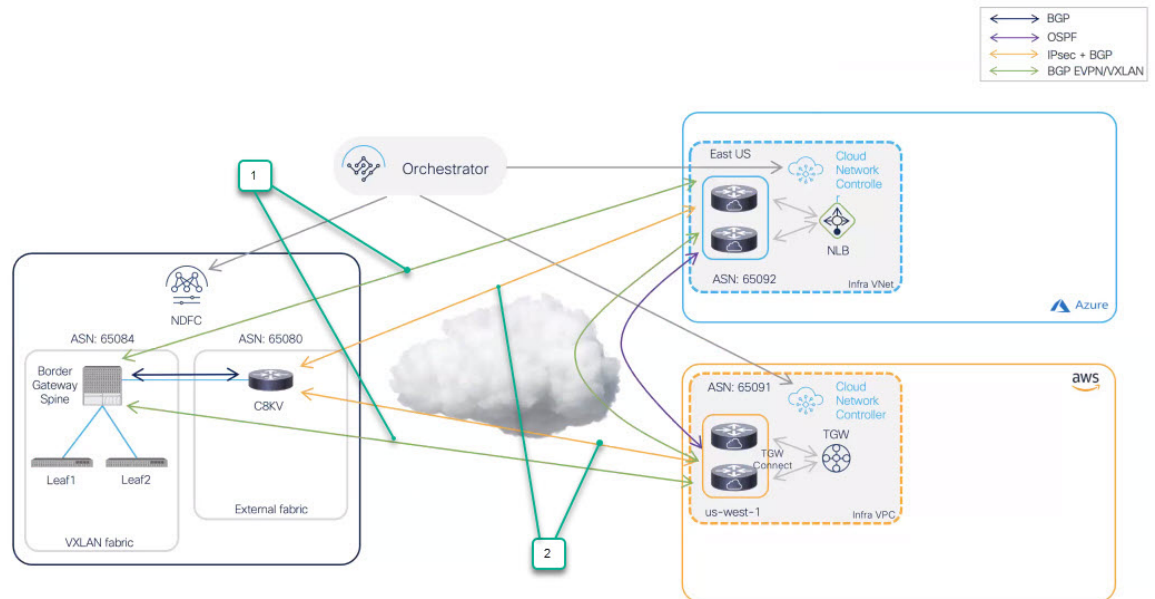 BGP
OSPF
IPsec + BGP
BGP EVPN/VXLAN
1
Orchestrator
East US
Cloud
Network
Controlle
r
NLB
ASN: 65092
Infra VNet
Azure
NDFC
ASN: 65084
ASN: 65080
Border
Gateway
Spine
C8KV
Leaf1
Leaf2
External fabric
VXLAN fabric
aws
ASN: 65091
Cloud
Network
Controller
TGW
TGW
Connect
us-west-1
Infra VPC
2